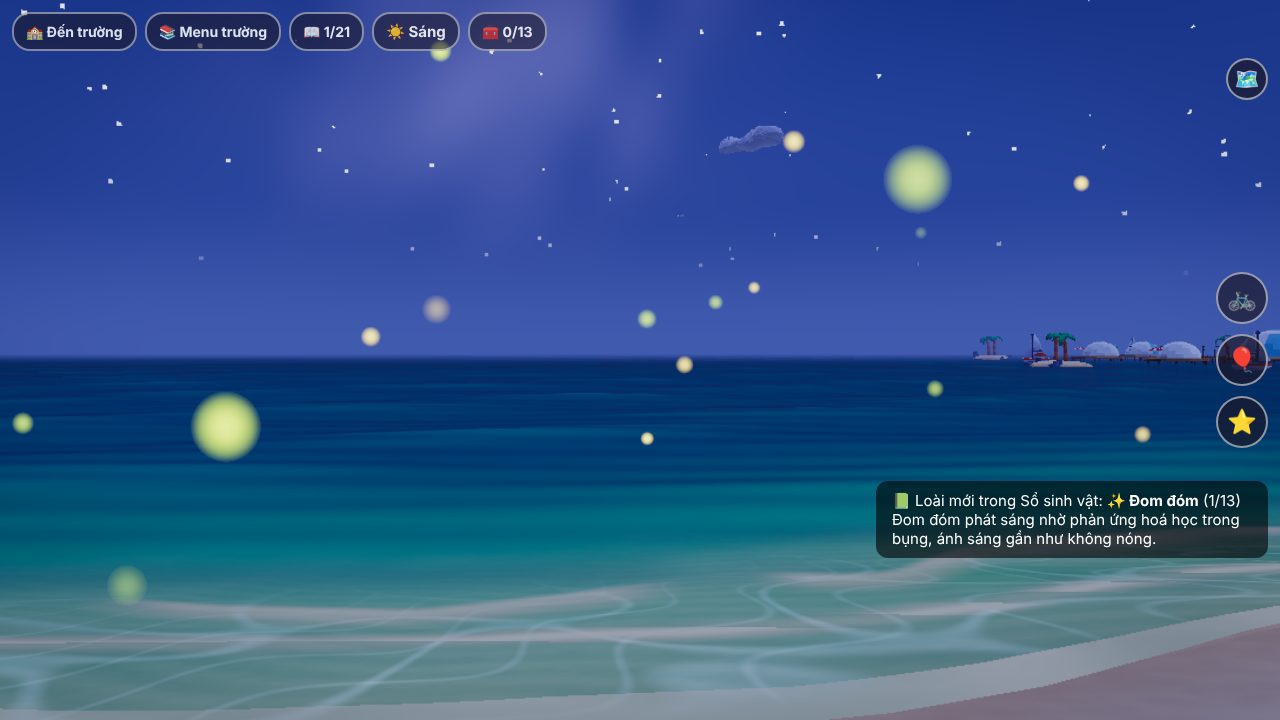 Đến trường
Menu trường
1/21
Sáng
0/13
Loài mới trong Sổ sinh vật: ✨ Đom đóm (1/13)
Đom đóm phát sáng nhờ phản ứng hoá học trong
bụng, ánh sáng gần như không nóng.